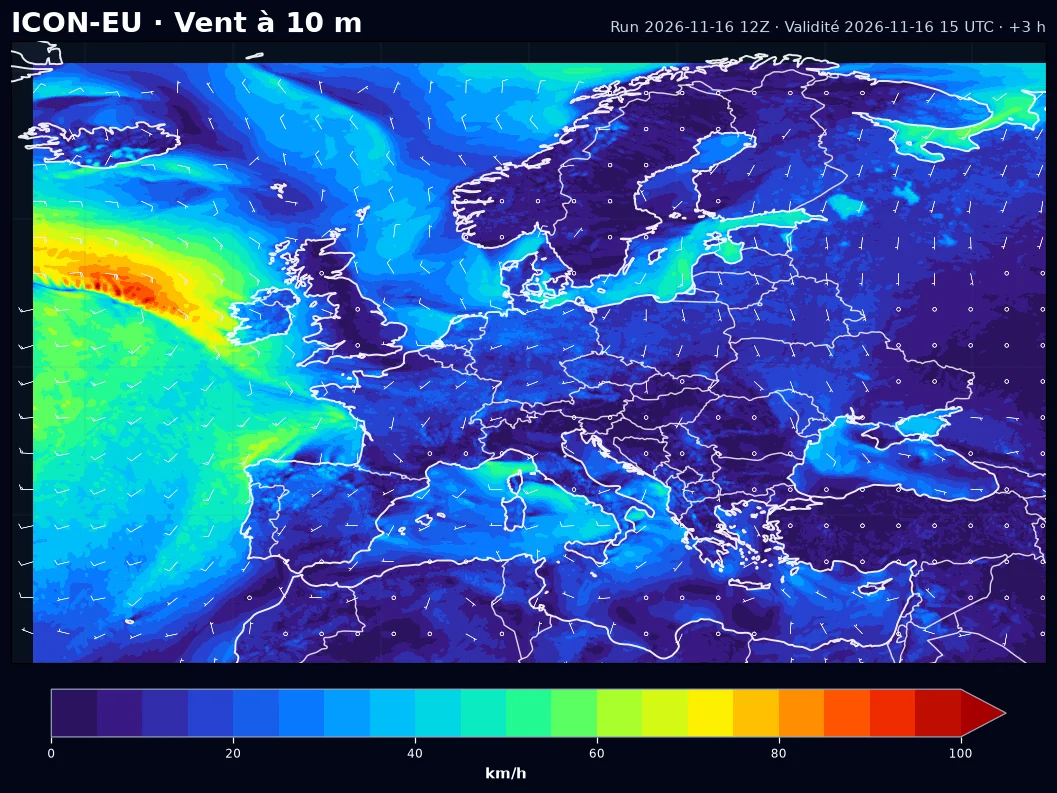 ICON-EU · Vent à 10 m
Run 2026-11-16 12Z · Validité 2026-11-16 15 UTC · +3 h
0 20 40 60 80 100
km/h